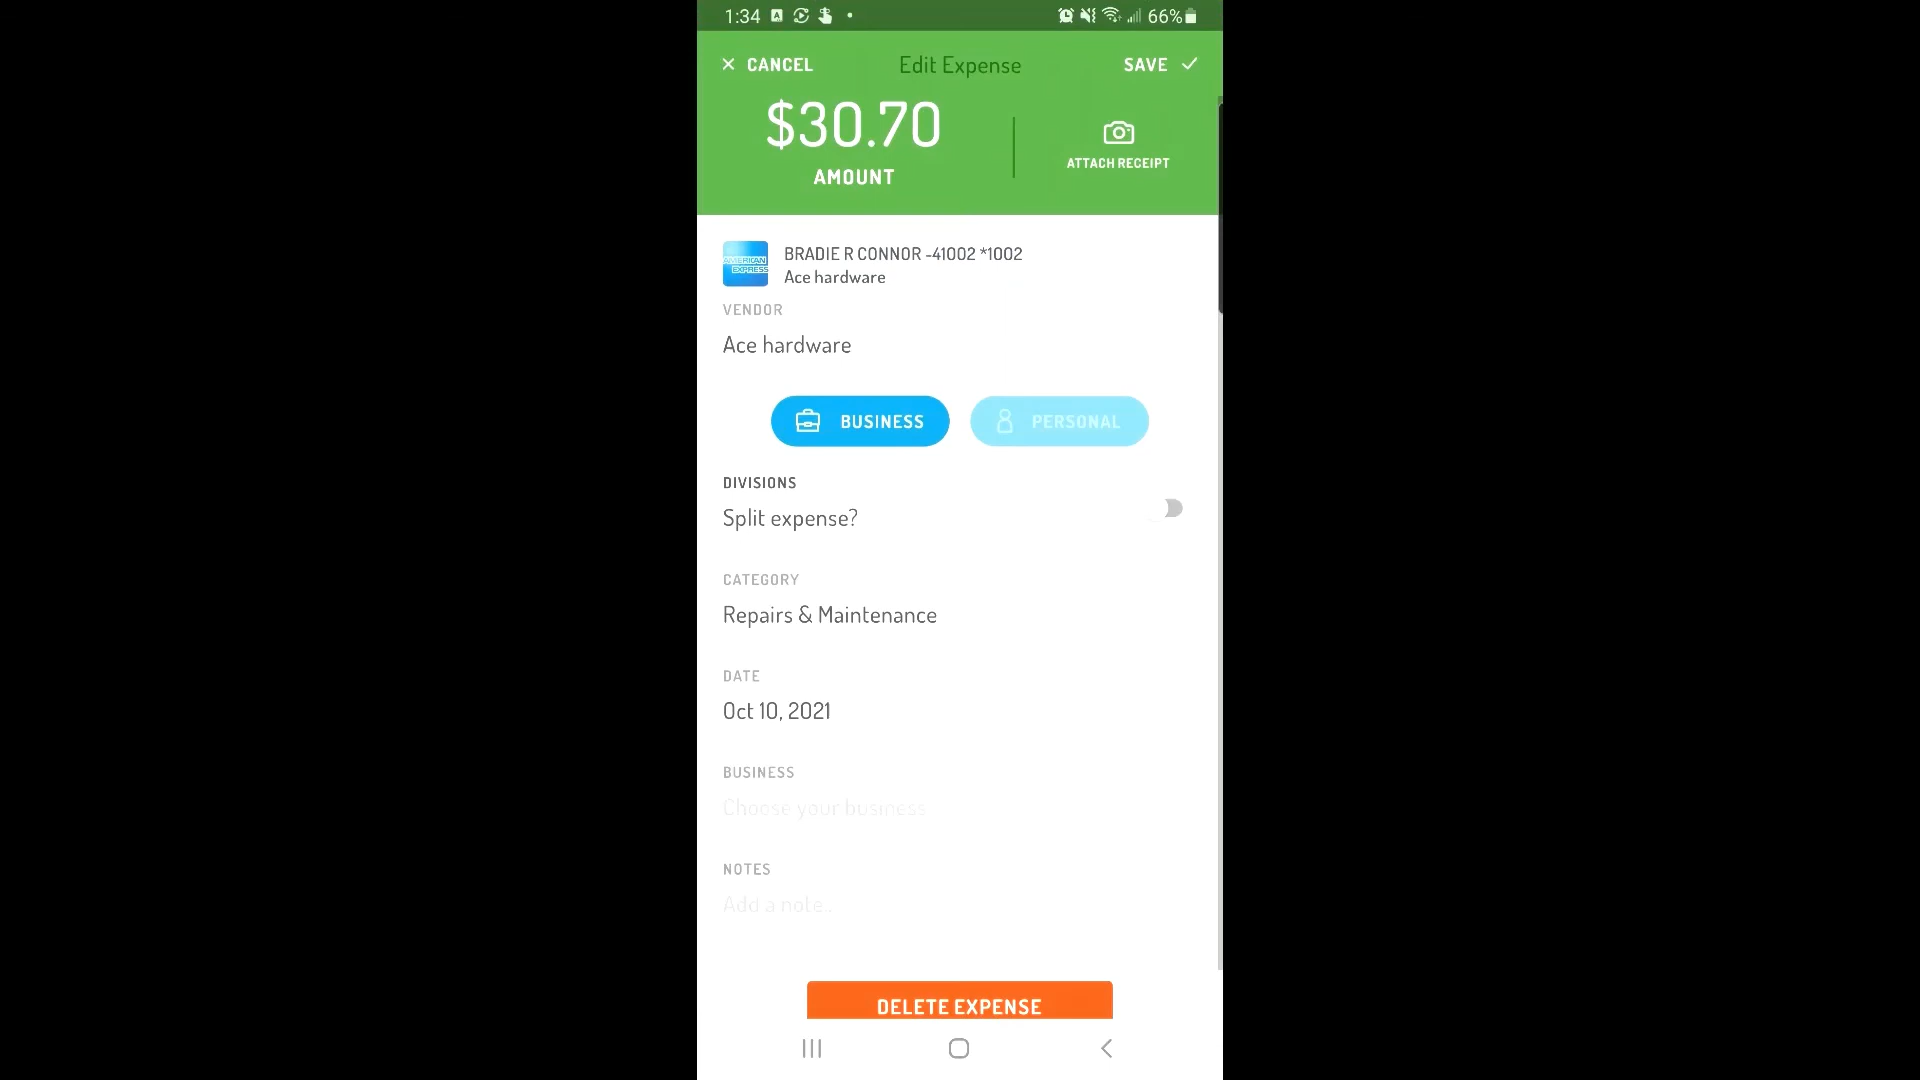 1:34
66%
CANCEL
Edit Expense
SAVE
$30.70
AMOUNT
ATTACH RECEIPT
AMERICAN
EXPRESS
BRADIE R CONNOR -41002 *1002
Ace hardware
VENDOR
Ace hardware
BUSINESS
PERSONAL
DIVISIONS
Split expense?
CATEGORY
Repairs & Maintenance
DATE
Oct 10, 2021
BUSINESS
Choose your business
NOTES
Add a note..
DELETE EXPENSE